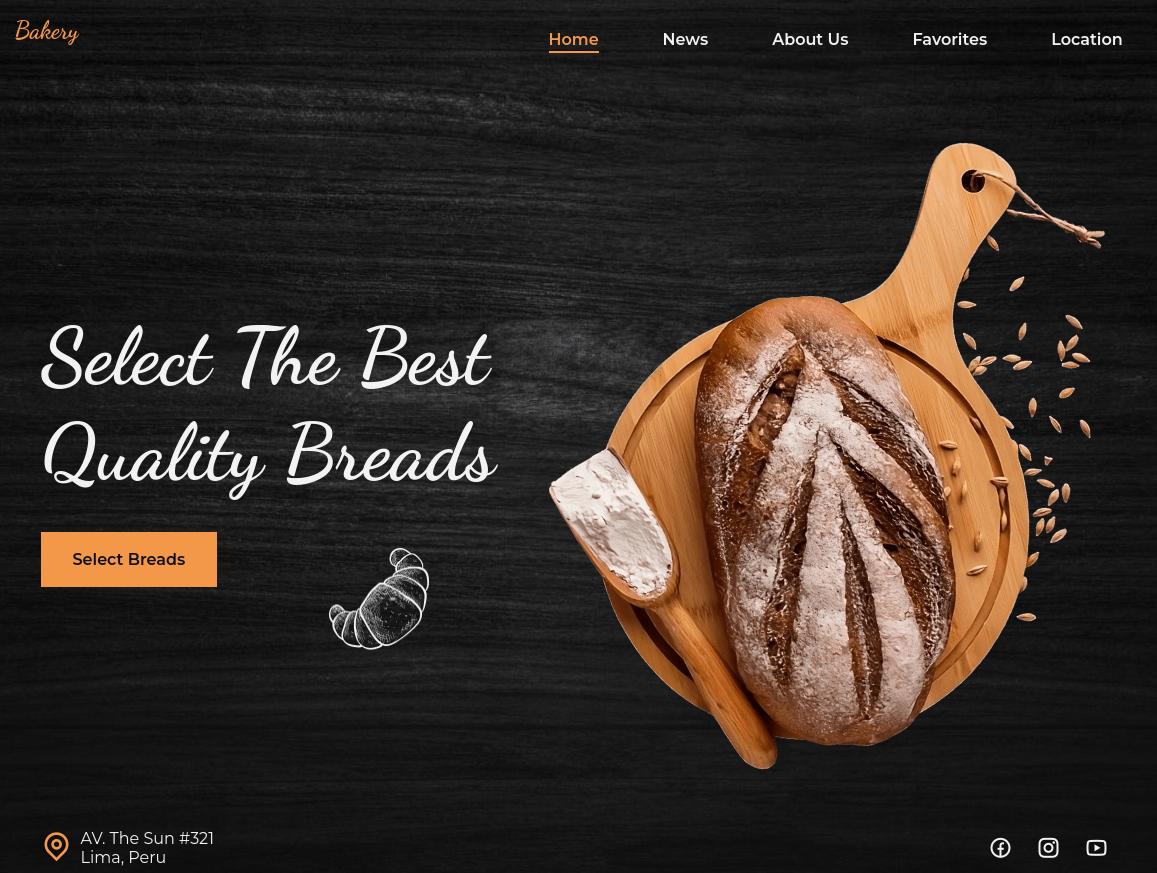 Bakery
Home
News
About Us
Favorites
Location
Select The Best
Quality Breads
Select Breads
AV. The Sun #321
Lima, Peru